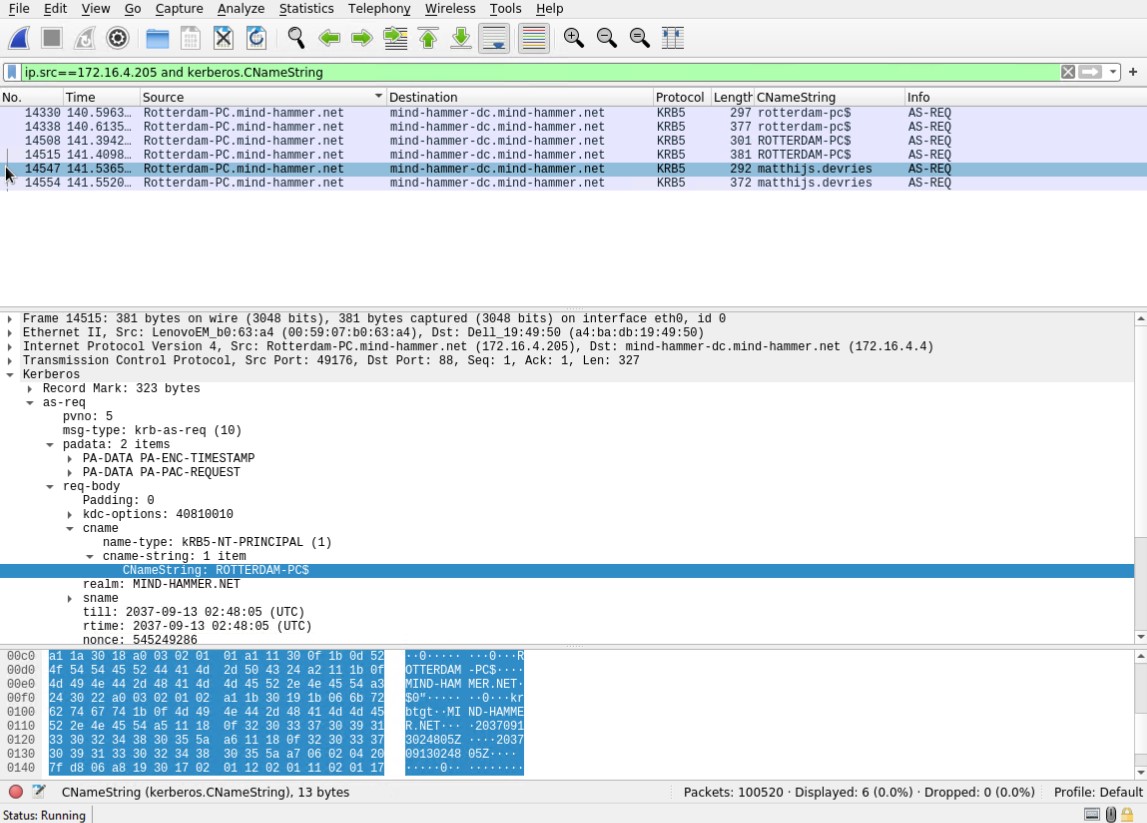 File Edit View Go Capture Analyze Statistics Telephony Wireless Tools Help
ip.src==172.16.4.205 and kerberos.CNameString
No. Time Source Destination Protocol Length CNameString Info
14330 140.5963… Rotterdam-PC.mind-hammer.net mind-hammer-dc.mind-hammer.net KRB5 297 rotterdam-pc$ AS-REQ
14338 140.6135… Rotterdam-PC.mind-hammer.net mind-hammer-dc.mind-hammer.net KRB5 377 rotterdam-pc$ AS-REQ
14508 141.3942… Rotterdam-PC.mind-hammer.net mind-hammer-dc.mind-hammer.net KRB5 301 ROTTERDAM-PC$ AS-REQ
14515 141.4098… Rotterdam-PC.mind-hammer.net mind-hammer-dc.mind-hammer.net KRB5 381 ROTTERDAM-PC$ AS-REQ
14547 141.5365… Rotterdam-PC.mind-hammer.net mind-hammer-dc.mind-hammer.net KRB5 292 matthijs.devries AS-REQ
14554 141.5520… Rotterdam-PC.mind-hammer.net mind-hammer-dc.mind-hammer.net KRB5 372 matthijs.devries AS-REQ
Frame 14515: 381 bytes on wire (3048 bits), 381 bytes captured (3048 bits) on interface eth0, id 0
Ethernet II, Src: LenovoEM_b0:63:a4 (00:59:07:b0:63:a4), Dst: Dell_19:49:50 (a4:ba:db:19:49:50)
Internet Protocol Version 4, Src: Rotterdam-PC.mind-hammer.net (172.16.4.205), Dst: mind-hammer-dc.mind-hammer.net (172.16.4.4)
Transmission Control Protocol, Src Port: 49176, Dst Port: 88, Seq: 1, Ack: 1, Len: 327
Kerberos
Record Mark: 323 bytes
as-req
pvno: 5
msg-type: krb-as-req (10)
padata: 2 items
PA-DATA PA-ENC-TIMESTAMP
PA-DATA PA-PAC-REQUEST
req-body
Padding: 0
kdc-options: 40810010
cname
name-type: kRB5-NT-PRINCIPAL (1)
cname-string: 1 item
CNameString: ROTTERDAM-PC$
realm: MIND-HAMMER.NET
sname
till: 2037-09-13 02:48:05 (UTC)
rtime: 2037-09-13 02:48:05 (UTC)
nonce: 545249286
00c0 a1 1a 30 18 a0 03 02 01 01 a1 11 30 0f 1b 0d 52 ··0····· ···0···R
00d0 4f 54 54 45 52 44 41 4d 2d 50 43 24 a2 11 1b 0f OTTERDAM -PC$····
00e0 4d 49 4e 44 2d 48 41 4d 4d 45 52 2e 4e 45 54 a3 MIND-HAM MER.NET·
00f0 24 30 22 a0 03 02 01 02 a1 1b 30 19 1b 06 6b 72 $0"····· ··0···kr
0100 62 74 67 74 1b 0f 4d 49 4e 44 2d 48 41 4d 4d 45 btgt··MI ND-HAMME
0110 52 2e 4e 45 54 a5 11 18 0f 32 30 33 37 30 39 31 R.NET··· ·2037091
0120 33 30 32 34 38 30 35 5a a6 11 18 0f 32 30 33 37 3024805Z ····2037
0130 30 39 31 33 30 32 34 38 30 35 5a a7 06 02 04 20 09130248 05Z····
0140 7f d8 06 a8 19 30 17 02 01 12 02 01 11 02 01 17 ·····0·· ········
CNameString (kerberos.CNameString), 13 bytes Packets: 100520 · Displayed: 6 (0.0%) · Dropped: 0 (0.0%) Profile: Default
Status: Running